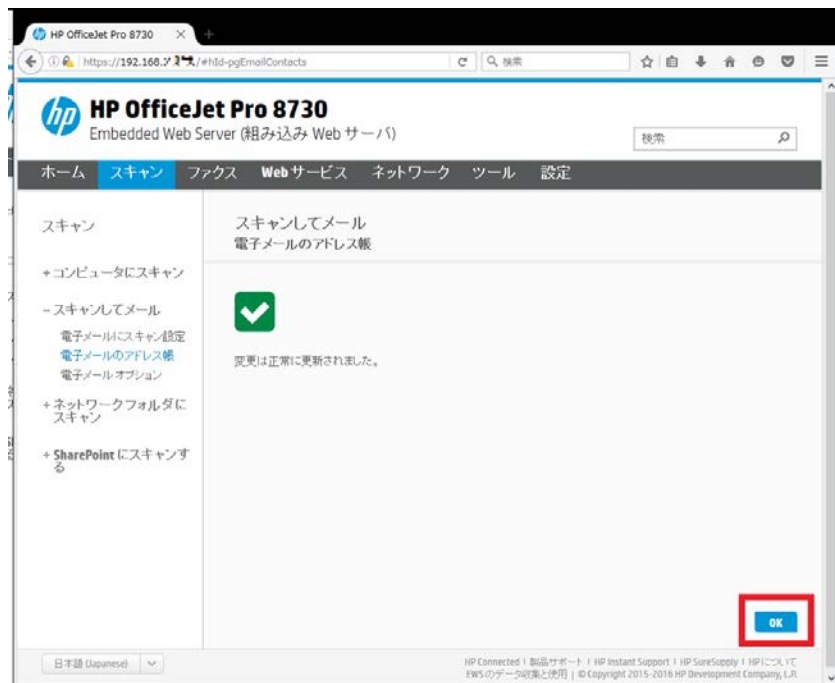 HP OfficeJet Pro 8730
https://192.168.
/#hId-pgEmailContacts
検索
hp
HP OfficeJet Pro 8730
Embedded Web Server (組み込み Web サーバ)
検索
ホーム スキャン ファクス Webサービス ネットワーク ツール 設定
スキャン
スキャンしてメール
電子メールのアドレス帳
+コンピュータにスキャン
-スキャンしてメール
電子メールにスキャン設定
電子メールのアドレス帳
電子メールオプション
変更は正常に更新されました。
+ネットワークフォルダに
スキャン
+SharePoint にスキャンす
る
OK
日本語 (Japanese)
HP Connected | 製品サポート | HP Instant Support | HP SureSupply | HPについて
EWSのデータ収集と使用 | © Copyright 2015-2016 HP Development Company, L.P.